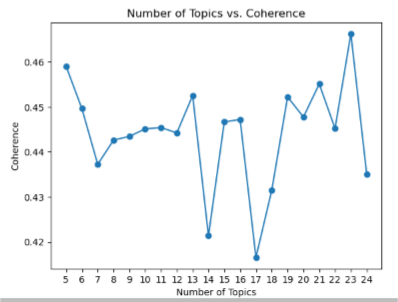 Number of Topics vs. Coherence
0.46
0.45
0.44
0.43
0.42
Coherence
5 6 7 8 9 10 11 12 13 14 15 16 17 18 19 20 21 22 23 24
Number of Topics